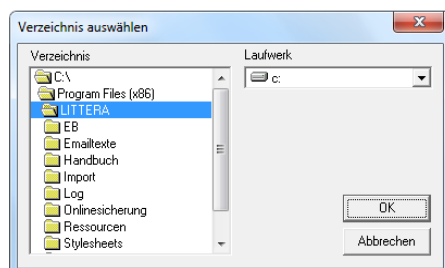 Verzeichnis auswählen
Verzeichnis
C:\
Program Files (x86)
LITTERA
EB
Emailtexte
Handbuch
Import
Log
Onlinesicherung
Ressourcen
Stylesheets
Laufwerk
c:
OK
Abbrechen